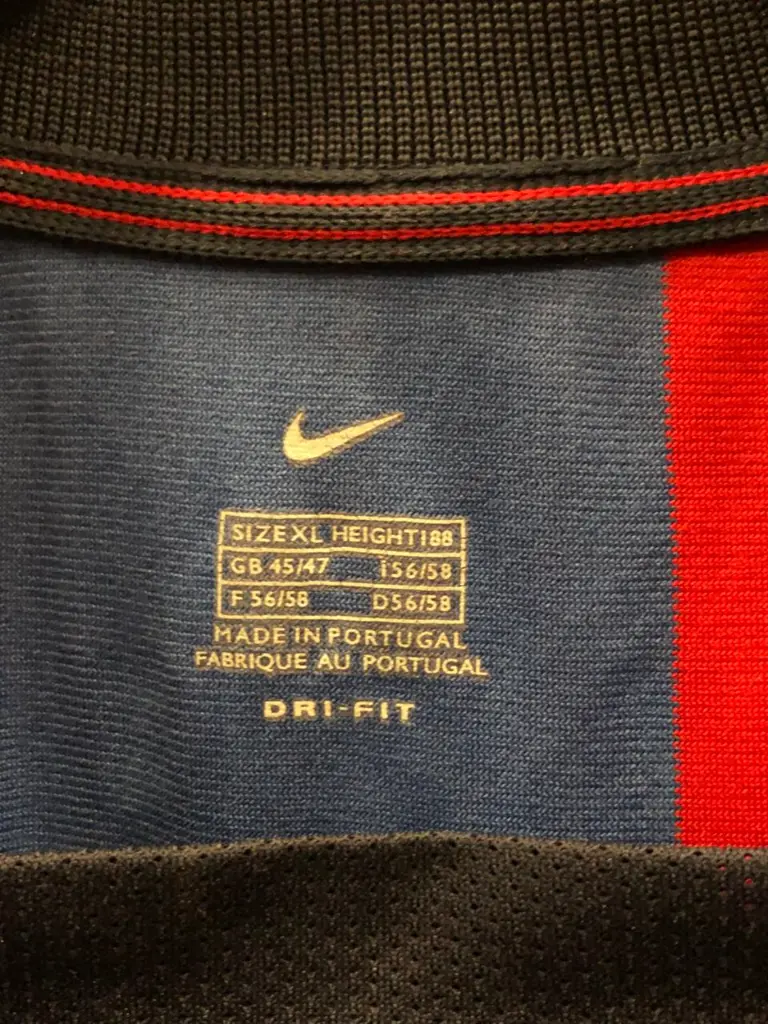 SIZE XL HEIGHT 188
GB 45/47 I 56/58
F 56/58 D 56/58
MADE IN PORTUGAL
FABRIQUE AU PORTUGAL
DRI-FIT